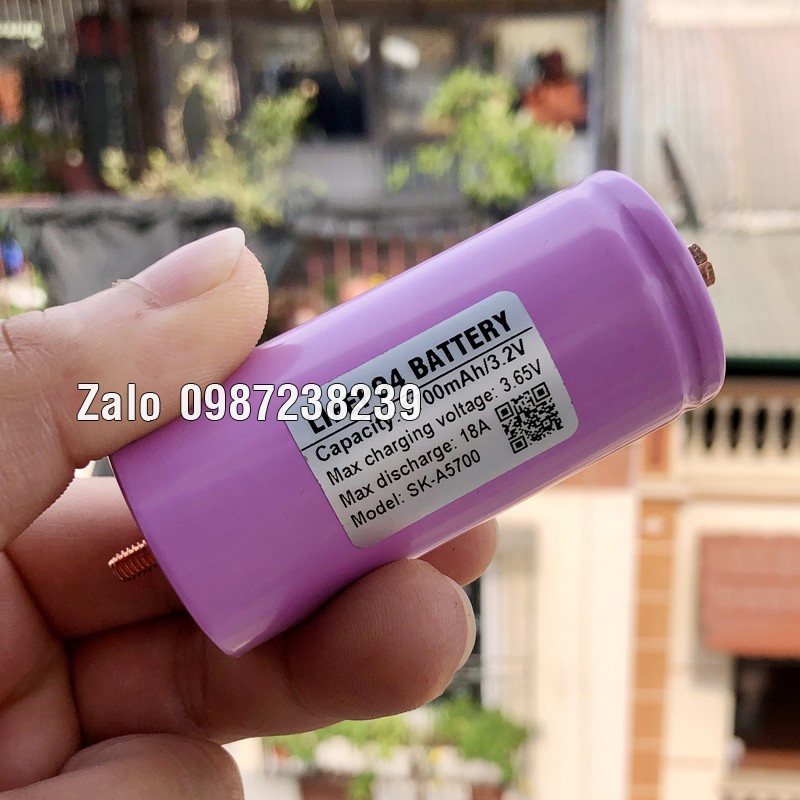 BATTERY
Capacity:
Max charging voltage: 3.65V
Max discharge: 18A
Model: SK-A5700
Zalo 0987238239